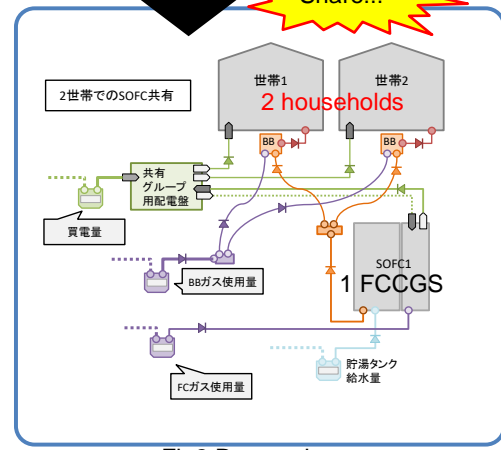 Share...
2世帯でのSOFC共有
世帯1
世帯2
2 households
BB
BB
共有
グループ
用配電盤
買電量
SOFC1
1 FCCGS
BBガス使用量
貯湯タンク
給水量
FCガス使用量